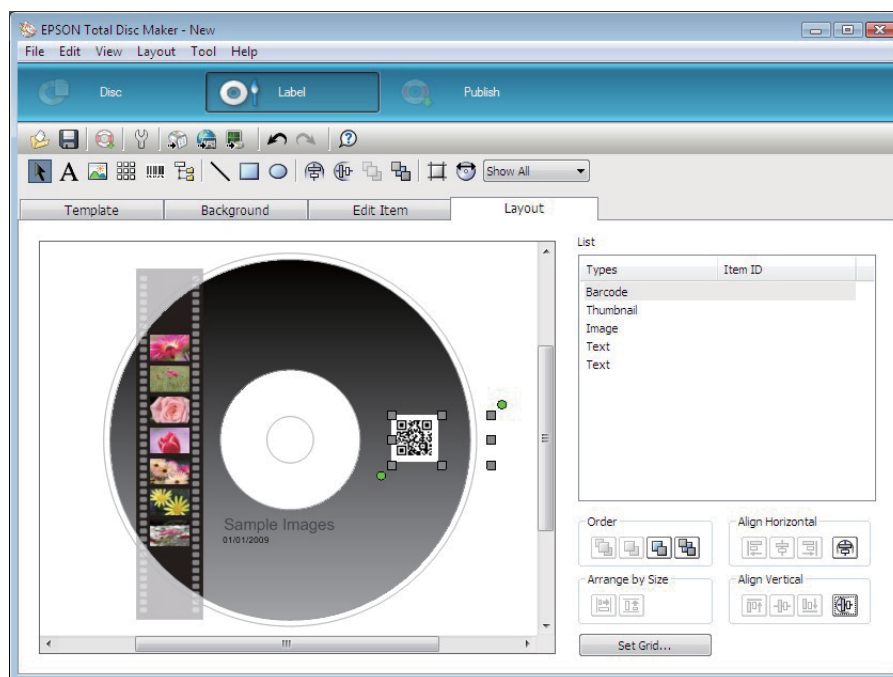 EPSON Total Disc Maker - New
File Edit View Layout Tool Help
Disc Label Publish
A Show All
Template Background Edit Item Layout
List
Types Item ID
Barcode
Thumbnail
Image
Text
Text
Sample Images
01/01/2009
Order Align Horizontal
Arrange by Size Align Vertical
Set Grid...